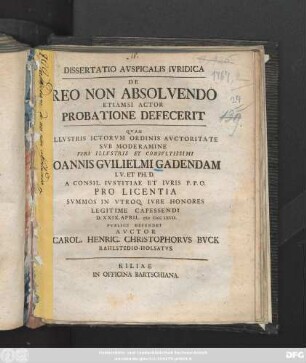 DISSERTATIO AVSPICALIS IVRIDICA
DE
REO NON ABSOLVENDO
ETIAMSI ACTOR
PROBATIONE DEFECERIT
QVAM
ILLVSTRIS ICTORVM ORDINIS AVCTORITATE
SVB MODERAMINE
VIRI ILLVSTRIS ET CONSVLTISSIMI
IOANNIS GVILIELMI GADENDAM
I.V. ET PH. D.
A CONSIL. IVSTITIAE ET IVRIS P. P. O.
PRO LICENTIA
SVMMOS IN VTROQ. IVRE HONORES
LEGITIME CAPESSENDI
D. XXIX. APRIL.
PVBLICE DEFENDET
AVCTOR
CAROL. HENRIC. CHRISTOPHORVS BVCK
HOLSATVS.
KILIAE
IN OFFICINA BARTSCHIANA.